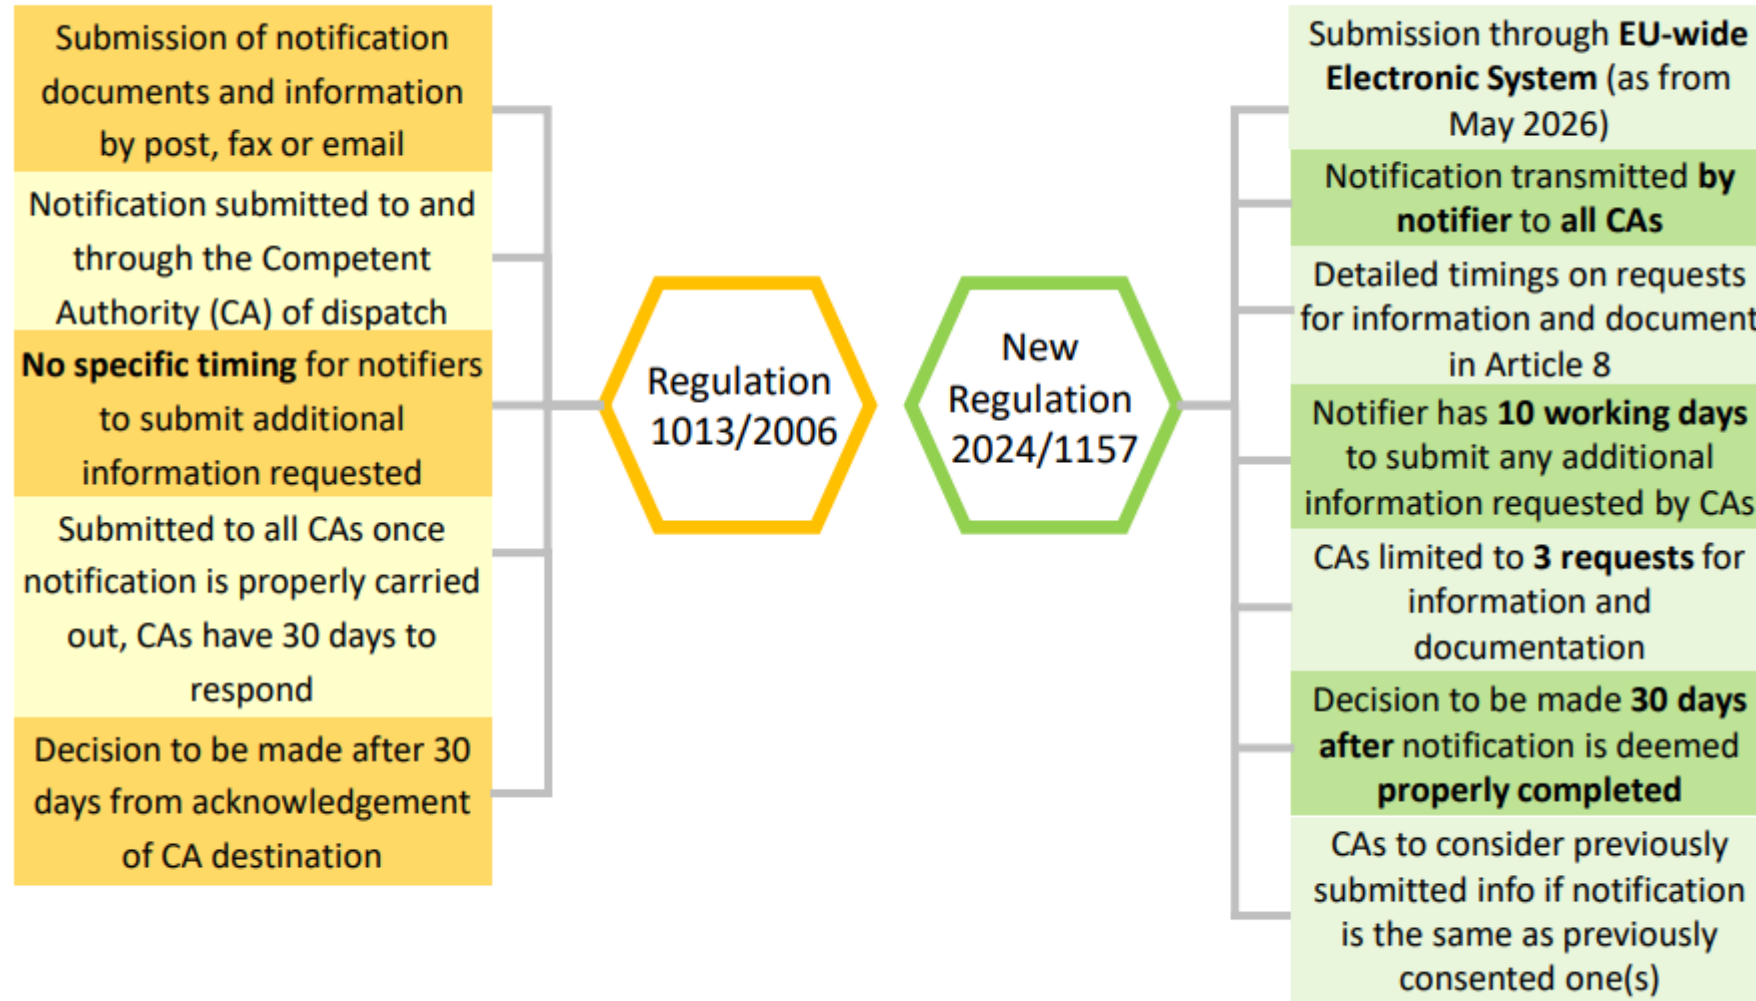 Submission of notification
documents and information
by post, fax or email
Notification submitted to and
through the Competent
Authority (CA) of dispatch
No specific timing for notifiers
to submit additional
information requested
Submitted to all CAs once
notification is properly carried
out, CAs have 30 days to
respond
Decision to be made after 30
days from acknowledgement
of CA destination
Regulation
1013/2006
New
Regulation
2024/1157
Submission through EU-wide
Electronic System (as from
May 2026)
Notification transmitted by
notifier to all CAs
Detailed timings on requests
for information and document
in Article 8
Notifier has 10 working days
to submit any additional
information requested by CAs
CAs limited to 3 requests for
information and
documentation
Decision to be made 30 days
after notification is deemed
properly completed
CAs to consider previously
submitted info if notification
is the same as previously
consented one(s)